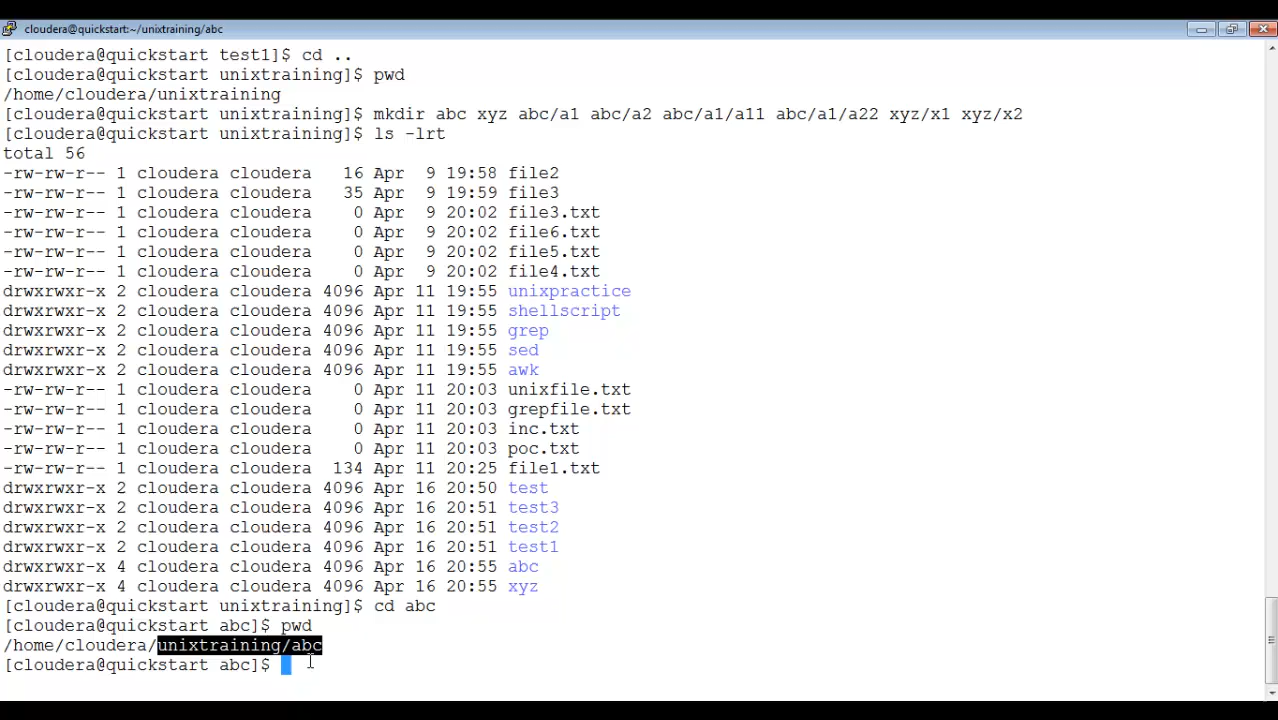 cloudera@quickstart:~/unixtraining/abc
[cloudera@quickstart test1]$ cd ..
[cloudera@quickstart unixtraining]$ pwd
/home/cloudera/unixtraining
[cloudera@quickstart unixtraining]$ mkdir abc xyz abc/a1 abc/a2 abc/a1/a11 abc/a1/a22 xyz/x1 xyz/x2
[cloudera@quickstart unixtraining]$ ls -lrt
total 56
-rw-rw-r-- 1 cloudera cloudera   16 Apr  9 19:58 file2
-rw-rw-r-- 1 cloudera cloudera   35 Apr  9 19:59 file3
-rw-rw-r-- 1 cloudera cloudera    0 Apr  9 20:02 file3.txt
-rw-rw-r-- 1 cloudera cloudera    0 Apr  9 20:02 file6.txt
-rw-rw-r-- 1 cloudera cloudera    0 Apr  9 20:02 file5.txt
-rw-rw-r-- 1 cloudera cloudera    0 Apr  9 20:02 file4.txt
drwxrwxr-x 2 cloudera cloudera 4096 Apr 11 19:55 unixpractice
drwxrwxr-x 2 cloudera cloudera 4096 Apr 11 19:55 shellscript
drwxrwxr-x 2 cloudera cloudera 4096 Apr 11 19:55 grep
drwxrwxr-x 2 cloudera cloudera 4096 Apr 11 19:55 sed
drwxrwxr-x 2 cloudera cloudera 4096 Apr 11 19:55 awk
-rw-rw-r-- 1 cloudera cloudera    0 Apr 11 20:03 unixfile.txt
-rw-rw-r-- 1 cloudera cloudera    0 Apr 11 20:03 grepfile.txt
-rw-rw-r-- 1 cloudera cloudera    0 Apr 11 20:03 inc.txt
-rw-rw-r-- 1 cloudera cloudera    0 Apr 11 20:03 poc.txt
-rw-rw-r-- 1 cloudera cloudera  134 Apr 11 20:25 file1.txt
drwxrwxr-x 2 cloudera cloudera 4096 Apr 16 20:50 test
drwxrwxr-x 2 cloudera cloudera 4096 Apr 16 20:51 test3
drwxrwxr-x 2 cloudera cloudera 4096 Apr 16 20:51 test2
drwxrwxr-x 2 cloudera cloudera 4096 Apr 16 20:51 test1
drwxrwxr-x 4 cloudera cloudera 4096 Apr 16 20:55 abc
drwxrwxr-x 4 cloudera cloudera 4096 Apr 16 20:55 xyz
[cloudera@quickstart unixtraining]$ cd abc
[cloudera@quickstart abc]$ pwd
/home/cloudera/unixtraining/abc
[cloudera@quickstart abc]$